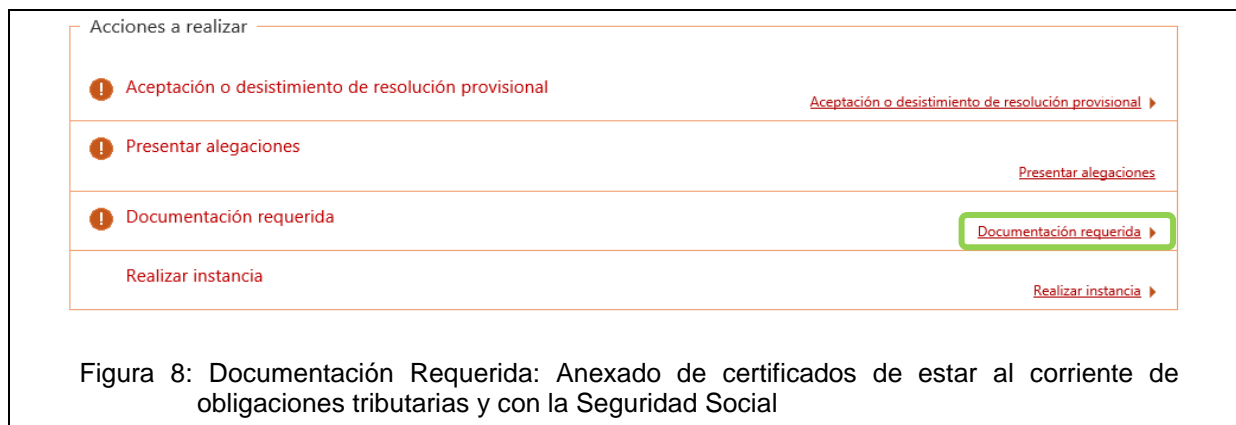 Acciones a realizar
Aceptación o desistimiento de resolución provisional
Aceptación o desistimiento de resolución provisional
Presentar alegaciones
Presentar alegaciones
Documentación requerida
Documentación requerida
Realizar instancia
Realizar instancia
Figura 8: Documentación Requerida: Anexado de certificados de estar al corriente de
obligaciones tributarias y con la Seguridad Social